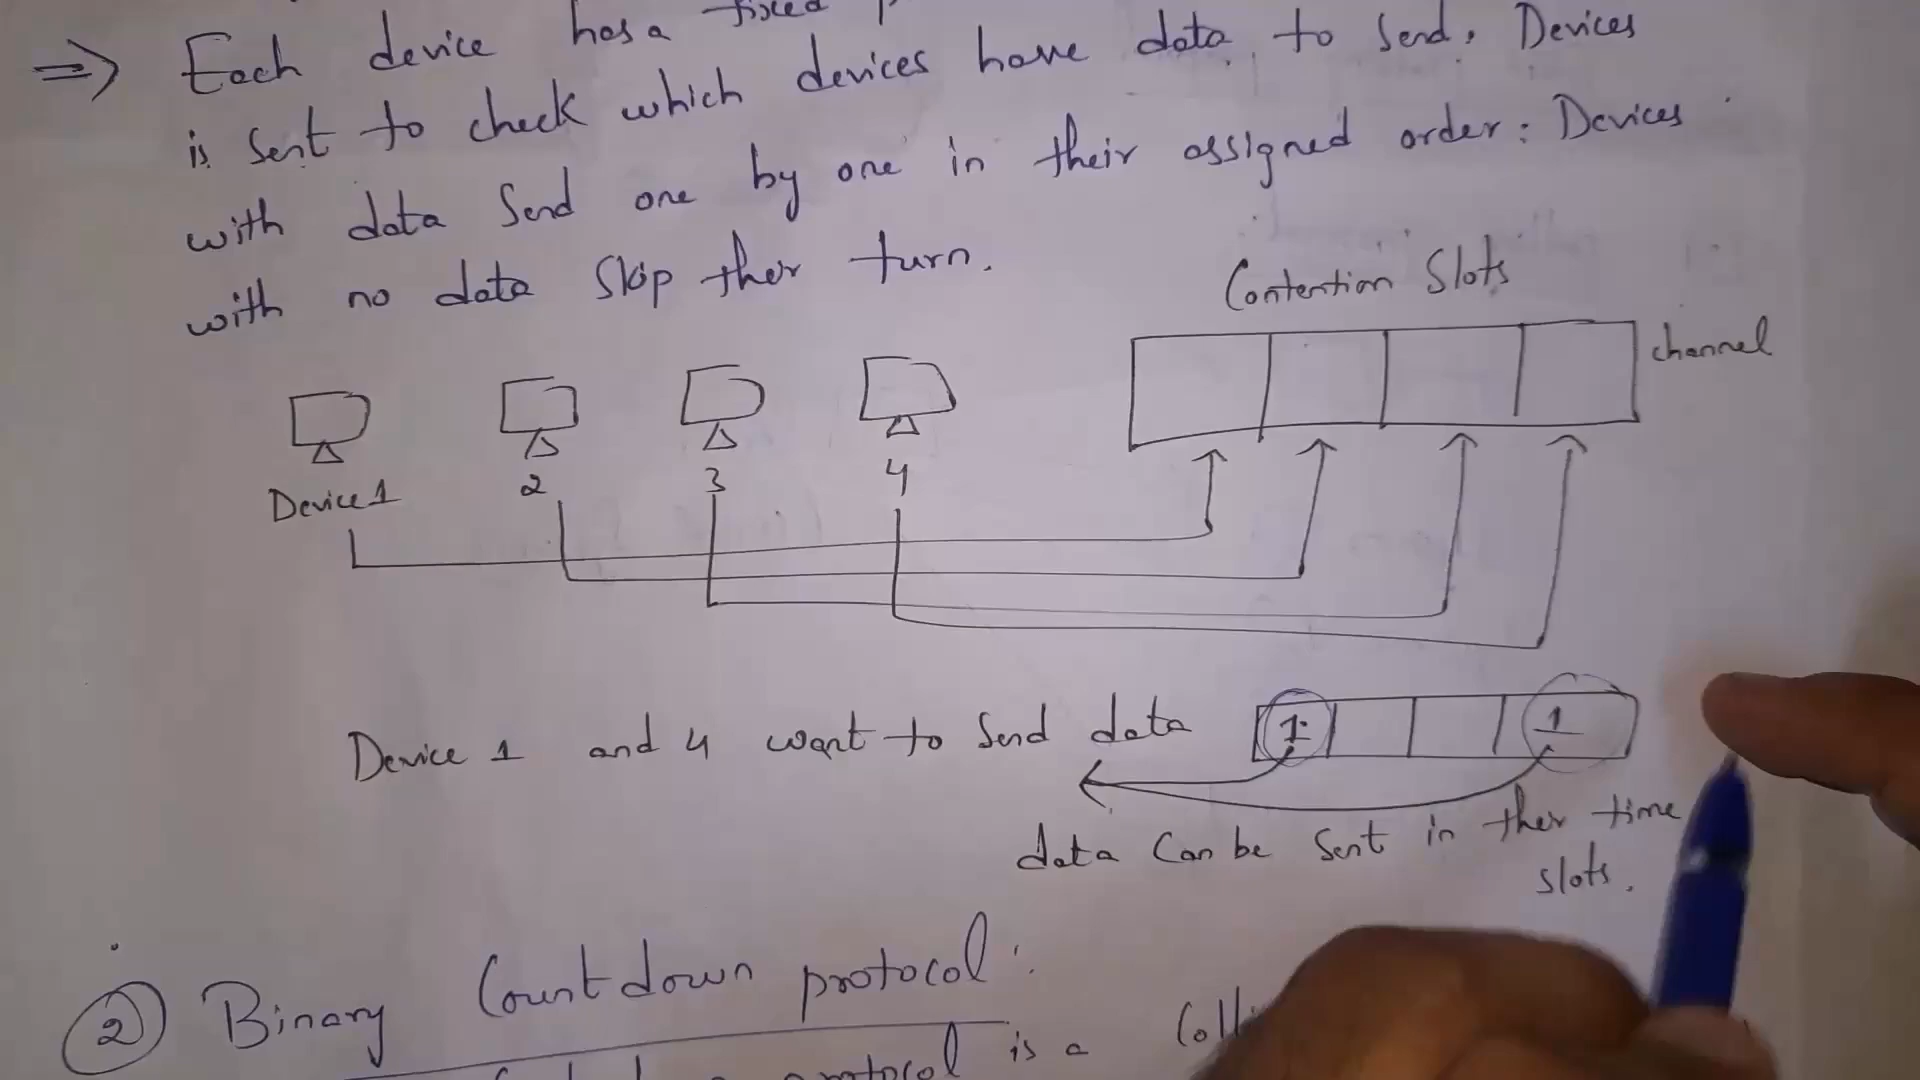 ⇒ Each device has a fixed
is sent to check which devices have data to send. Devices
with data Send one by one in their assigned order. Devices
with no data Skip their turn.
Contention Slots
channel
Device 1 2 3 4
Device 1 and 4 want to Send data 1 1
data Can be Sent in their time
slots.
② Binary Countdown protocol:
protocol is a